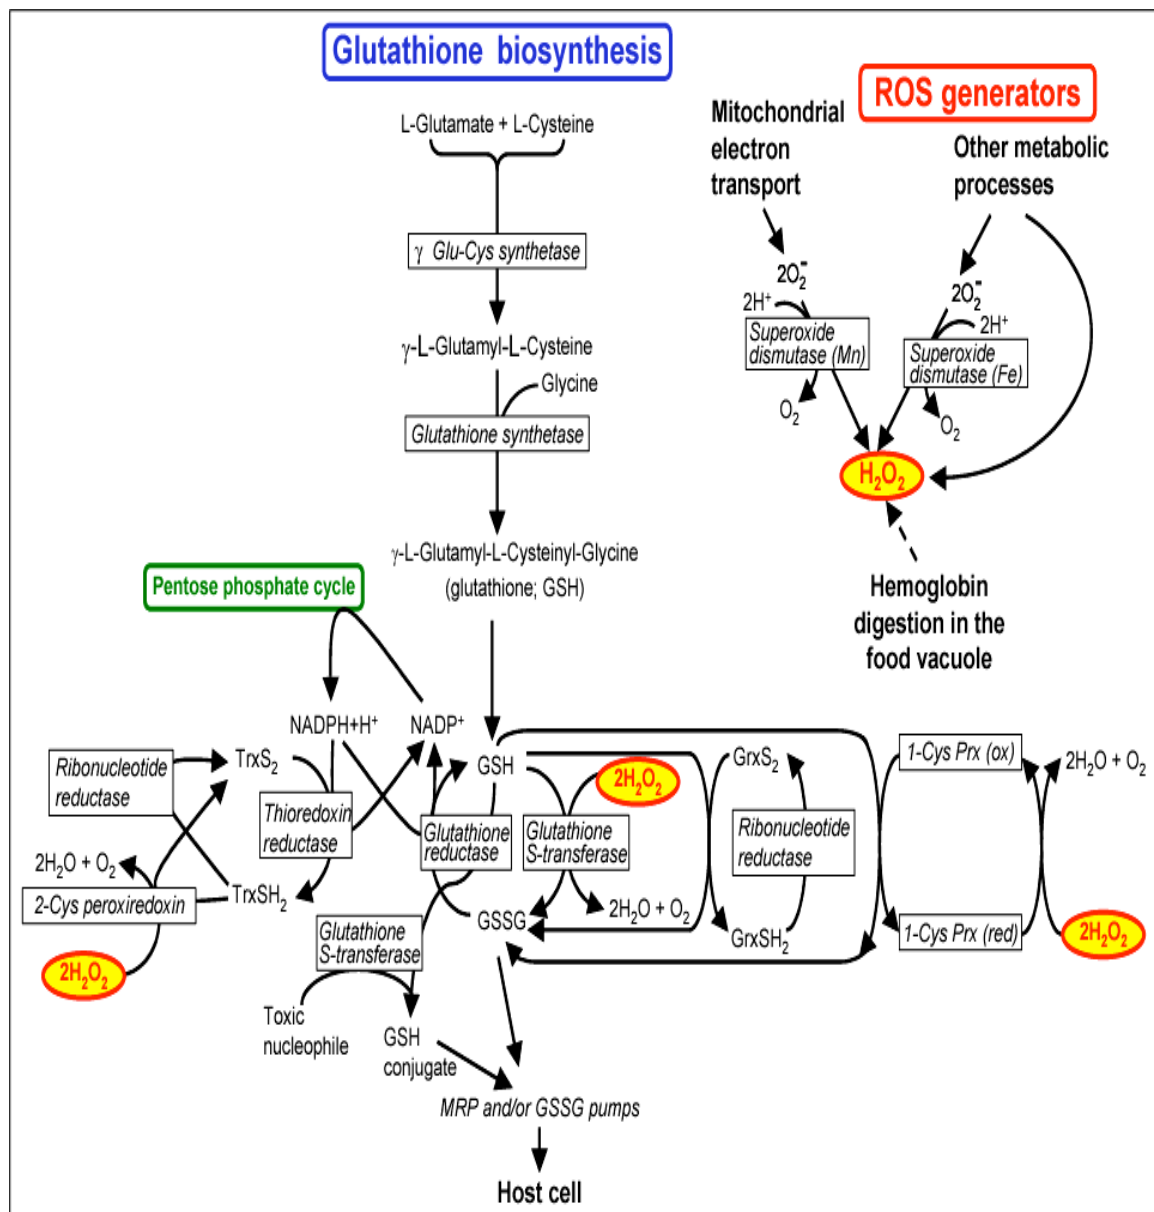 Glutathione biosynthesis
ROS generators
L-Glutamate + L-Cysteine
Mitochondrial
electron
transport
Other metabolic
processes
γ Glu-Cys synthetase
2O₂⁻
2H⁺
Superoxide
dismutase (Mn)
O₂
2O₂⁻
2H⁺
Superoxide
dismutase (Fe)
O₂
γ-L-Glutamyl-L-Cysteine
Glycine
Glutathione synthetase
H₂O₂
γ-L-Glutamyl-L-Cysteinyl-Glycine
(glutathione; GSH)
Hemoglobin
digestion in the
food vacuole
Pentose phosphate cycle
NADPH+H⁺
NADP⁺
Ribonucleotide
reductase
TrxS₂
Thioredoxin
reductase
2H₂O + O₂
2-Cys peroxiredoxin
TrxSH₂
2H₂O₂
GSH
Glutathione
reductase
GSSG
2H₂O₂
Glutathione
S-transferase
2H₂O + O₂
GrxS₂
Ribonucleotide
reductase
GrxSH₂
1-Cys Prx (ox)
2H₂O + O₂
1-Cys Prx (red)
2H₂O₂
Glutathione
S-transferase
Toxic
nucleophile
GSH
conjugate
MRP and/or GSSG pumps
Host cell